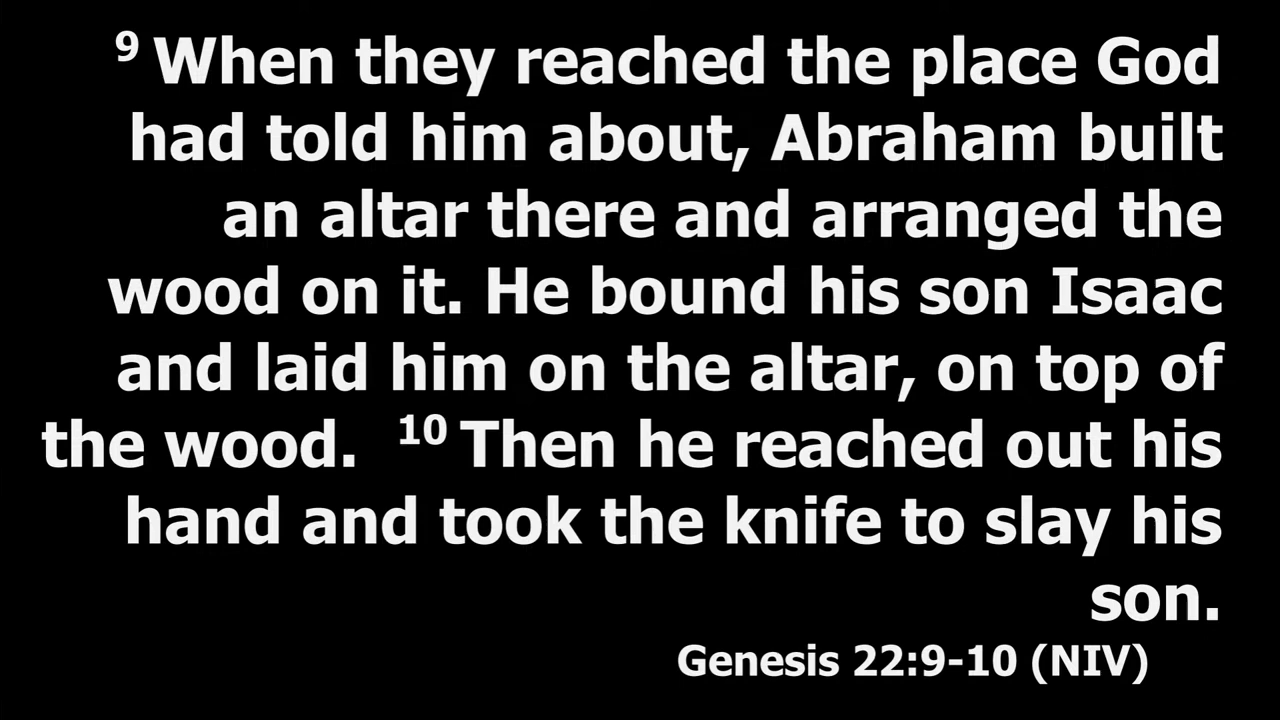 9 When they reached the place God
had told him about, Abraham built
an altar there and arranged the
wood on it. He bound his son Isaac
and laid him on the altar, on top of
the wood. 10 Then he reached out his
hand and took the knife to slay his
son.
Genesis 22:9-10 (NIV)